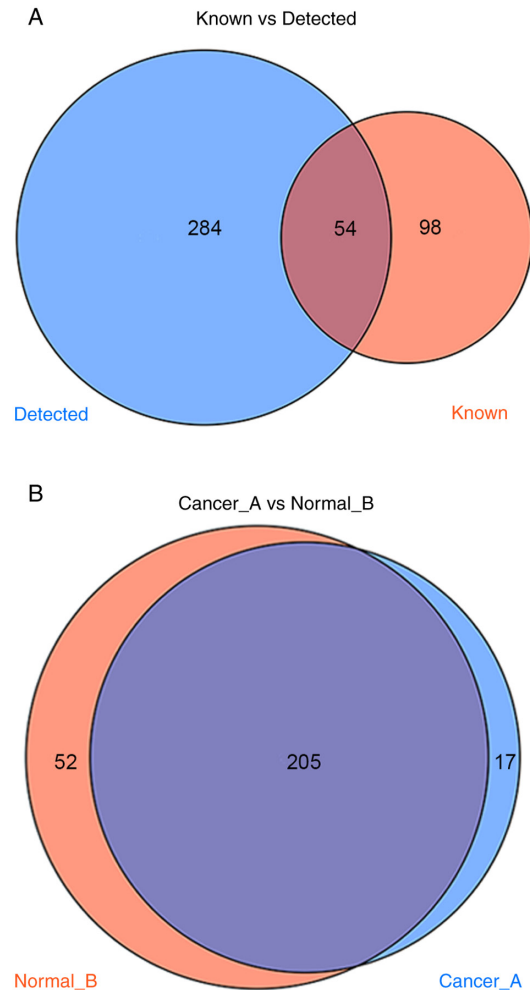 A
Known vs Detected
284
54
98
Detected
Known
B
Cancer_A vs Normal_B
52
205
17
Normal_B
Cancer_A